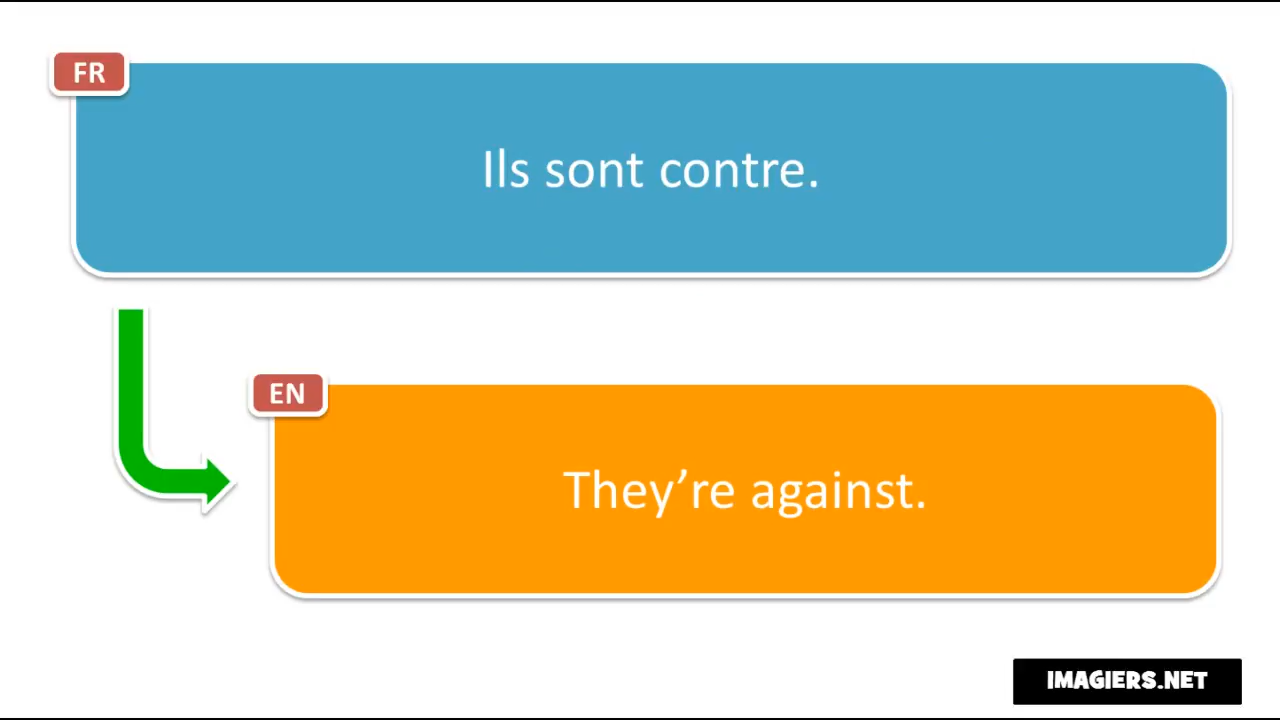 FR
Ils sont contre.
EN
They’re against.
IMAGIERS.NET